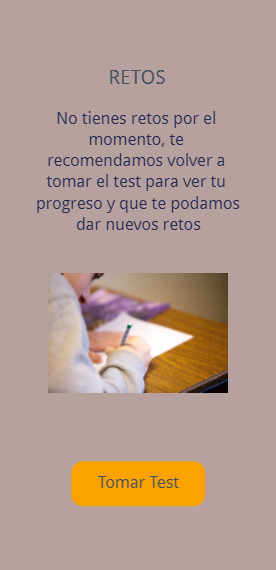 RETOS
No tienes retos por el
momento, te
recomendamos volver a
tomar el test para ver tu
progreso y que te podamos
dar nuevos retos
Tomar Test